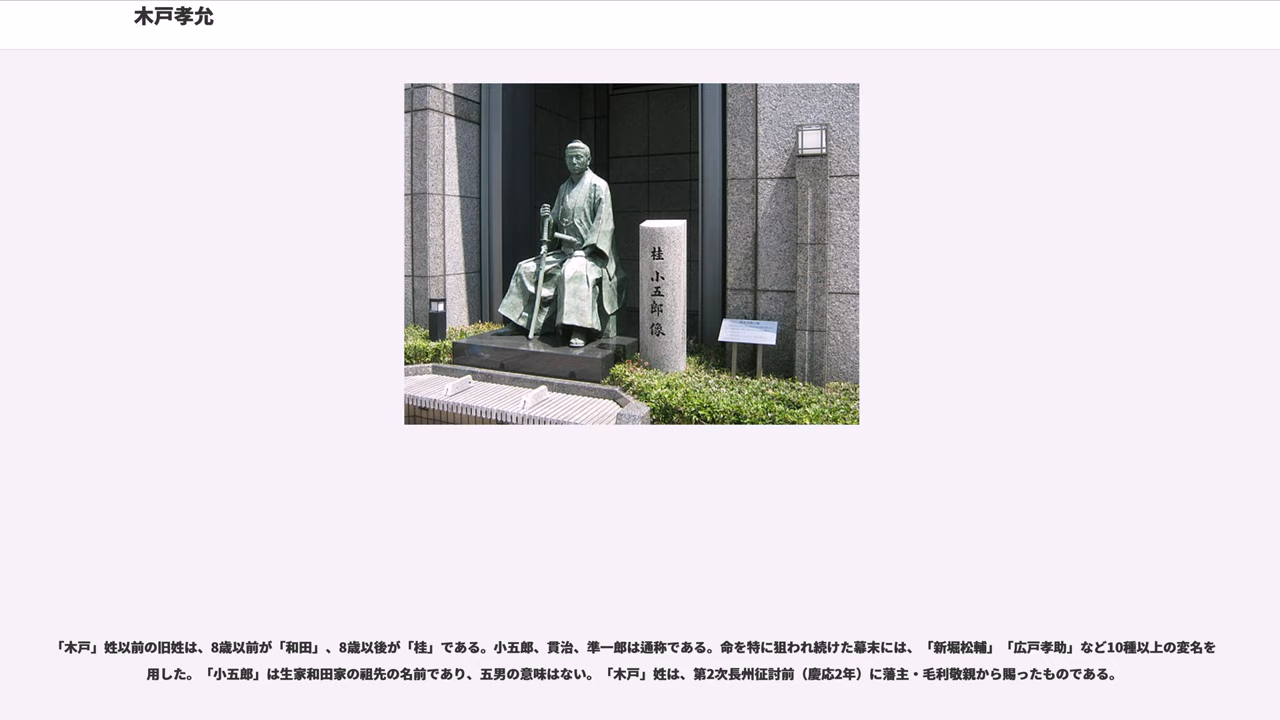 木戸孝允
桂小五郎像
「木戸」姓以前の旧姓は、8歳以前が「和田」、8歳以後が「桂」である。小五郎、貫治、準一郎は通称である。命を特に狙われ続けた幕末には、「新堀松輔」「広戸孝助」など10種以上の変名を
用した。「小五郎」は生家和田家の祖先の名前であり、五男の意味はない。「木戸」姓は、第2次長州征討前（慶応2年）に藩主・毛利敬親から賜ったものである。